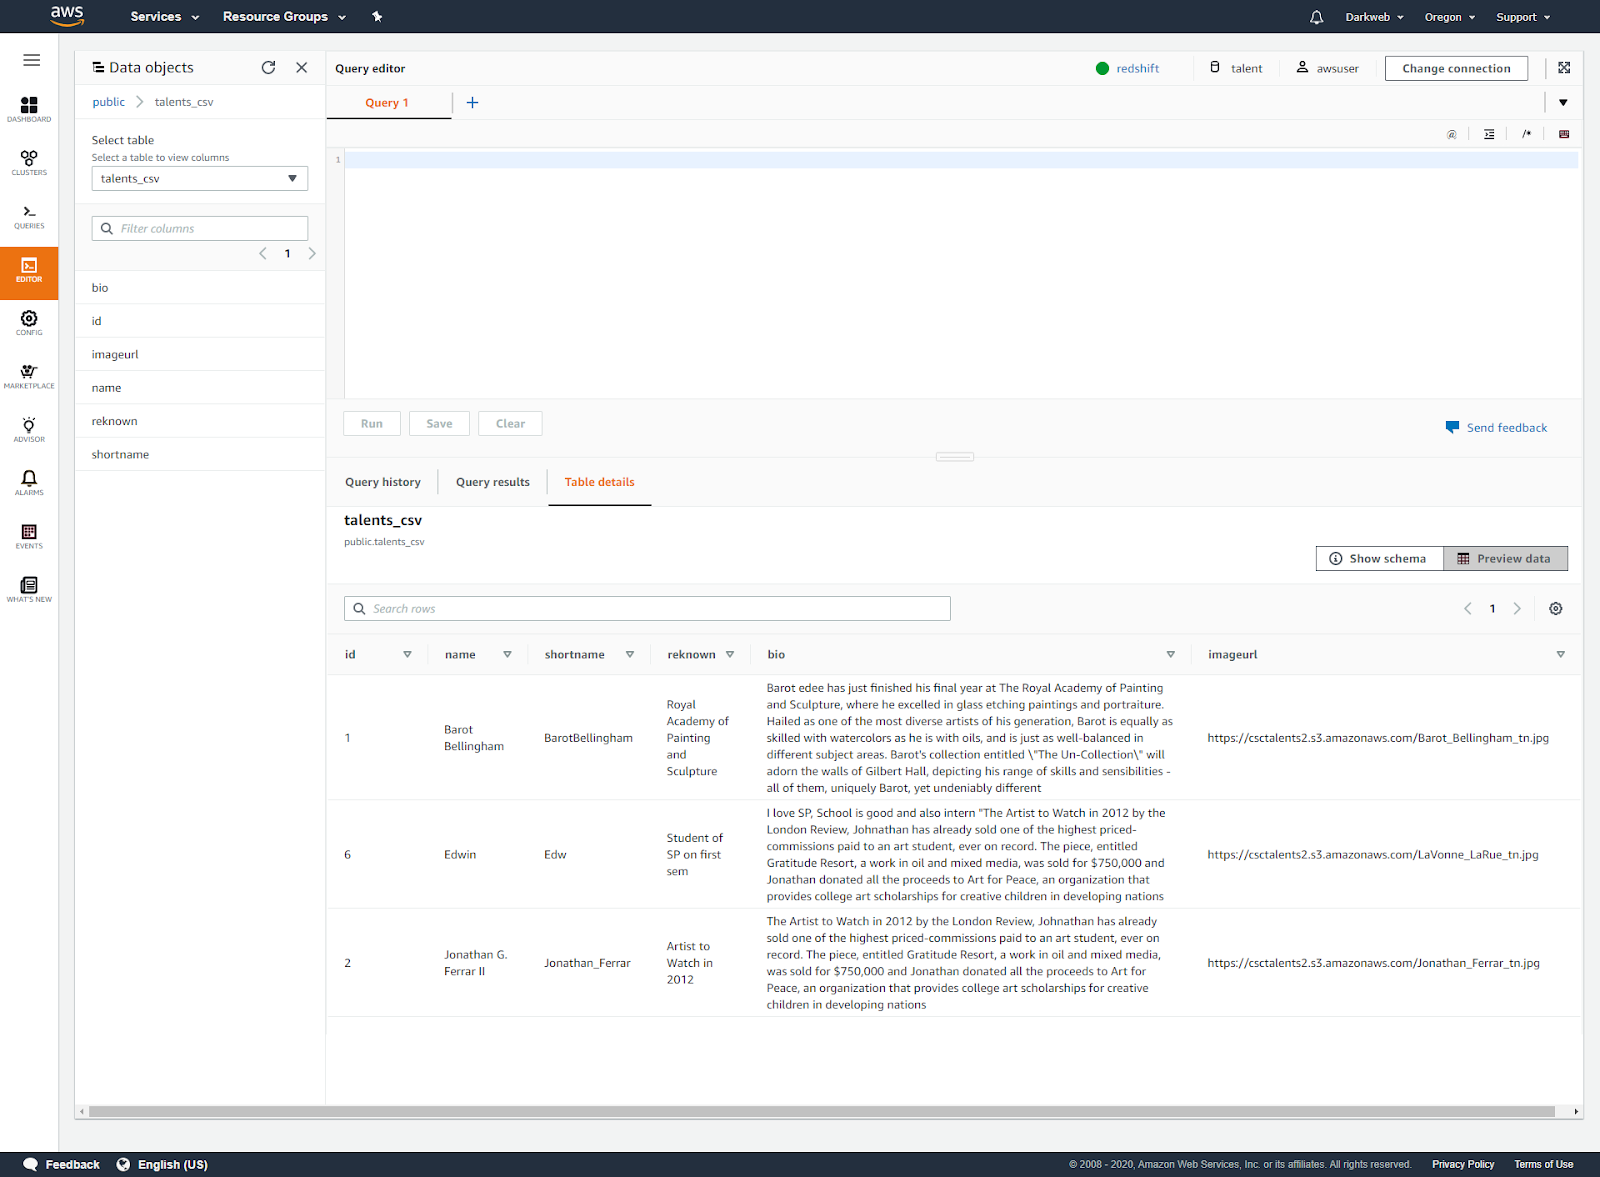 aws Services Resource Groups Darkweb Oregon Support
Data objects
public talents_csv
Select table
Select a table to view columns
talents_csv
Filter columns
1
bio
id
imageurl
name
reknown
shortname
DASHBOARD
CLUSTERS
QUERIES
EDITOR
CONFIG
MARKETPLACE
ADVISOR
ALARMS
EVENTS
WHAT'S NEW
Query editor redshift talent awsuser Change connection
Query 1 +
@ /*
1
Run Save Clear Send feedback
Query history Query results Table details
talents_csv
public.talents_csv
Show schema Preview data
Search rows 1
id name shortname reknown bio imageurl
1
Barot
Bellingham
BarotBellingham
Royal
Academy of
Painting
and
Sculpture
Barot edee has just finished his final year at The Royal Academy of Painting
and Sculpture, where he excelled in glass etching paintings and portraiture.
Hailed as one of the most diverse artists of his generation, Barot is equally as
skilled with watercolors as he is with oils, and is just as well-balanced in
different subject areas. Barot's collection entitled \"The Un-Collection\" will
adorn the walls of Gilbert Hall, depicting his range of skills and sensibilities -
all of them, uniquely Barot, yet undeniably different
https://csctalents2.s3.amazonaws.com/Barot_Bellingham_tn.jpg
6
Edwin
Edw
Student of
SP on first
sem
I love SP, School is good and also intern "The Artist to Watch in 2012 by the
London Review, Johnathan has already sold one of the highest priced-
commissions paid to an art student, ever on record. The piece, entitled
Gratitude Resort, a work in oil and mixed media, was sold for $750,000 and
Jonathan donated all the proceeds to Art for Peace, an organization that
provides college art scholarships for creative children in developing nations
https://csctalents2.s3.amazonaws.com/LaVonne_LaRue_tn.jpg
2
Jonathan G.
Ferrar II
Jonathan_Ferrar
Artist to
Watch in
2012
The Artist to Watch in 2012 by the London Review, Johnathan has already
sold one of the highest priced-commissions paid to an art student, ever on
record. The piece, entitled Gratitude Resort, a work in oil and mixed media,
was sold for $750,000 and Jonathan donated all the proceeds to Art for
Peace, an organization that provides college art scholarships for creative
children in developing nations
https://csctalents2.s3.amazonaws.com/Jonathan_Ferrar_tn.jpg
Feedback English (US) © 2008 - 2020, Amazon Web Services, Inc. or its affiliates. All rights reserved. Privacy Policy Terms of Use